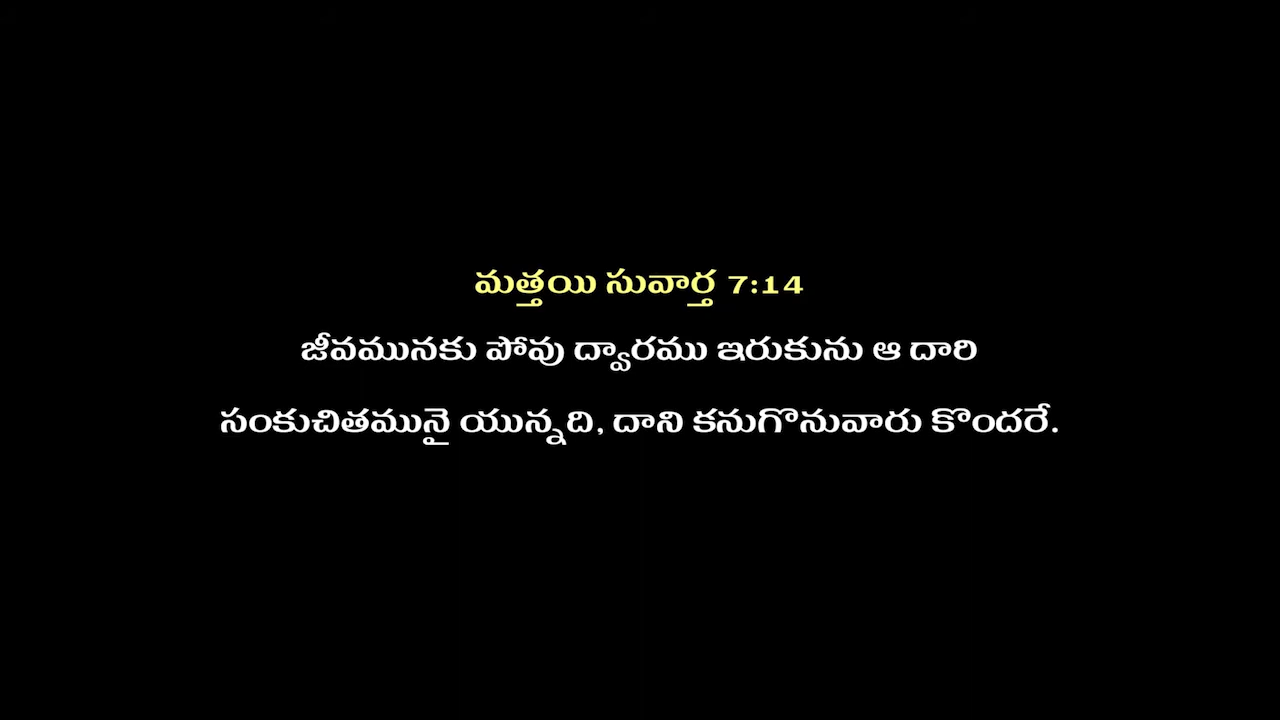 మత్తయి సువార్త 7:14
జీవమునకు పోవు ద్వారము ఇరుకును ఆ దారి
సంకుచితమునై యున్నది, దాని కనుగొనువారు కొందరే.